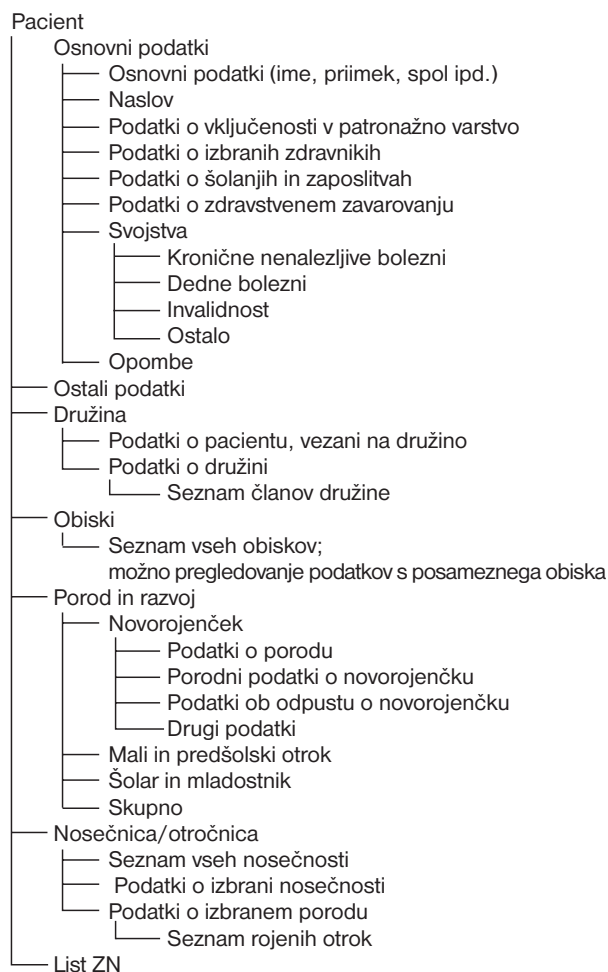 Pacient
Osnovni podatki
Osnovni podatki (ime, priimek, spol ipd.)
Naslov
Podatki o vključenosti v patronažno varstvo
Podatki o izbranih zdravnikih
Podatki o šolanjih in zaposlitvah
Podatki o zdravstvenem zavarovanju
Svojstva
Kronične nenalezljive bolezni
Dedne bolezni
Invalidnost
Ostalo
Opombe
Ostali podatki
Družina
Podatki o pacientu, vezani na družino
Podatki o družini
Seznam članov družine
Obiski
Seznam vseh obiskov;
možno pregledovanje podatkov s posameznega obiska
Porod in razvoj
Novorojenček
Podatki o porodu
Porodni podatki o novorojenčku
Podatki ob odpustu o novorojenčku
Drugi podatki
Mali in predšolski otrok
Šolar in mladostnik
Skupno
Nosečnica/otročnica
Seznam vseh nosečnosti
Podatki o izbrani nosečnosti
Podatki o izbranem porodu
Seznam rojenih otrok
List ZN